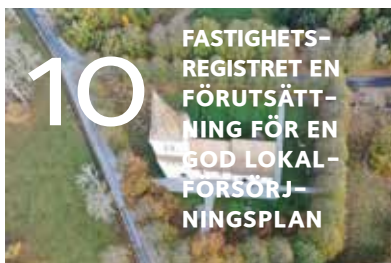 10
FASTIGHETS-
REGISTRET EN
FÖRUTSÄTT-
NING FÖR EN
GOD LOKAL-
FÖRSÖRJ-
NINGSPLAN